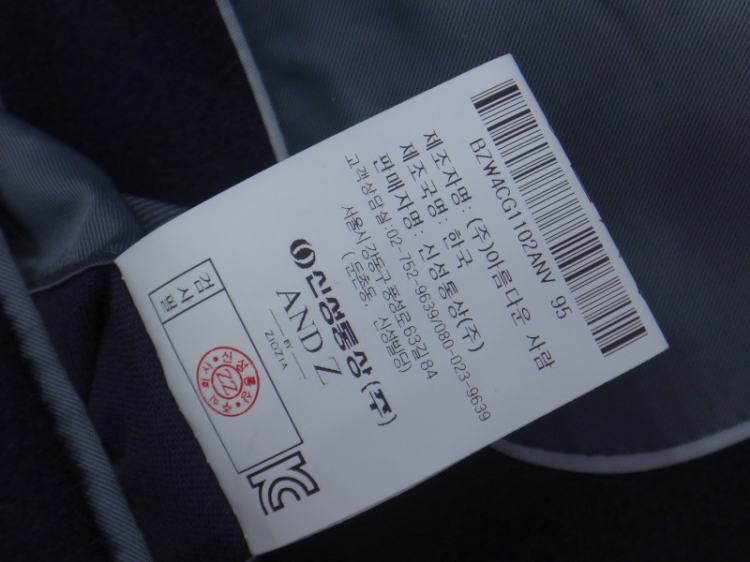 BZW4CG1102ANV 95
제조자명: (주)아름다운 사람
제조국명: 한국
판매자명: 신성통상(주)
고객상담실:02-752-9639/080-023-9639
서울시 강동구 풍성로63길 84
(둔촌동, 신성빌딩)
신성통상(주)
AND Z
BY
ZIOZIA
검사필
ZZ